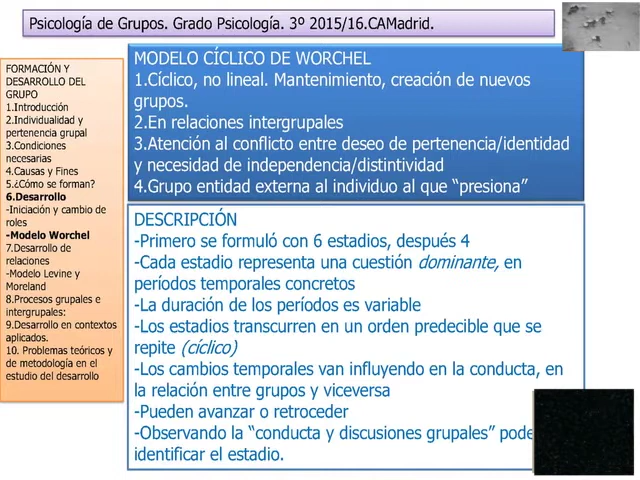 Psicología de Grupos. Grado Psicología. 3º 2015/16.CAMadrid.
FORMACIÓN Y
DESARROLLO DEL
GRUPO
1.Introducción
2.Individualidad y
pertenencia grupal
3.Condiciones
necesarias
4.Causas y Fines
5.¿Cómo se forman?
6.Desarrollo
-Iniciación y cambio de
roles
-Modelo Worchel
7.Desarrollo de
relaciones
-Modelo Levine y
Moreland
8.Procesos grupales e
intergrupales:
9.Desarrollo en contextos
aplicados.
10. Problemas teóricos y
de metodología en el
estudio del desarrollo
MODELO CÍCLICO DE WORCHEL
1.Cíclico, no lineal. Mantenimiento, creación de nuevos
grupos.
2.En relaciones intergrupales
3.Atención al conflicto entre deseo de pertenencia/identidad
y necesidad de independencia/distintividad
4.Grupo entidad externa al individuo al que “presiona”
DESCRIPCIÓN
-Primero se formuló con 6 estadios, después 4
-Cada estadio representa una cuestión dominante, en
períodos temporales concretos
-La duración de los períodos es variable
-Los estadios transcurren en un orden predecible que se
repite (cíclico)
-Los cambios temporales van influyendo en la conducta, en
la relación entre grupos y viceversa
-Pueden avanzar o retroceder
-Observando la “conducta y discusiones grupales”
identificar el estadio.